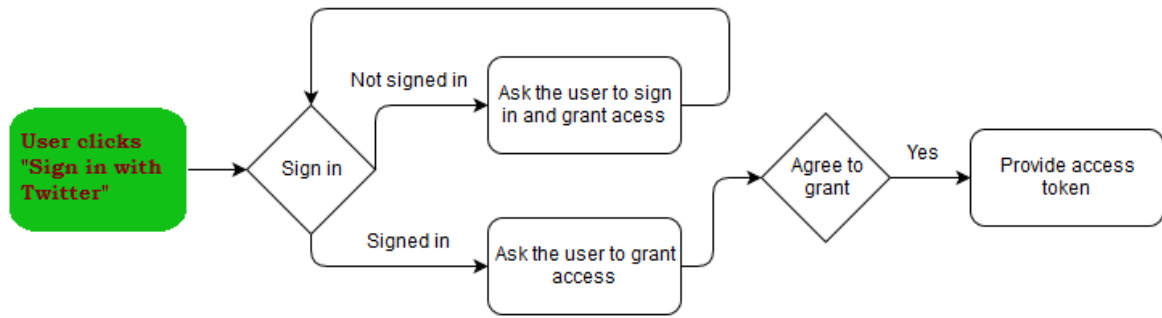 User clicks
"Sign in with
Twitter"
Sign in
Not signed in
Ask the user to sign
in and grant acess
Signed in
Ask the user to grant
access
Agree to
grant
Yes
Provide access
token